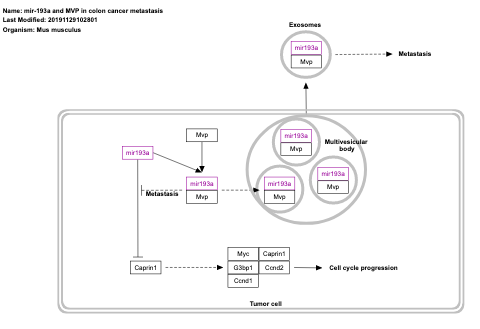 Name: mir-193a and MVP in colon cancer metastasis
Last Modified: 20191129102801
Organism: Mus musculus
Exosomes
mir193a
Mvp
Metastasis
Mvp
mir193a
mir193a
Mvp
Multivesicular
body
mir193a
Mvp
Metastasis
mir193a
Mvp
mir193a
Mvp
Caprin1
Myc
Caprin1
G3bp1
Ccnd2
Ccnd1
Cell cycle progression
Tumor cell